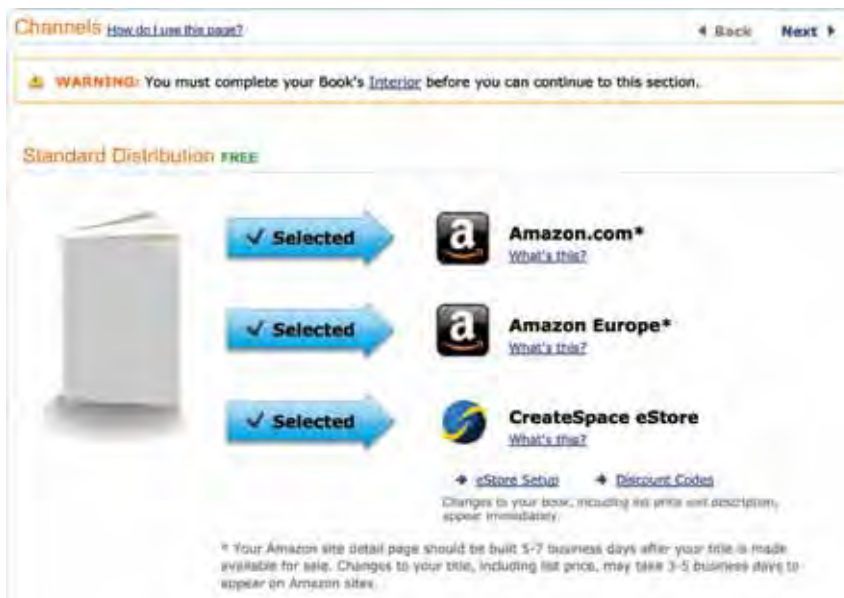 Channels How do I use this page?
Back Next
WARNING: You must complete your Book's Interior before you can continue to this section.
Standard Distribution FREE
Selected
Amazon.com*
What's this?
Selected
Amazon Europe*
What's this?
Selected
CreateSpace eStore
What's this?
eStore Setup Discount Codes
Changes to your book, including list price and description,
appear immediately.
* Your Amazon site detail page should be built 5-7 business days after your title is made
available for sale. Changes to your title, including list price, may take 3-5 business days to
appear on Amazon sites.